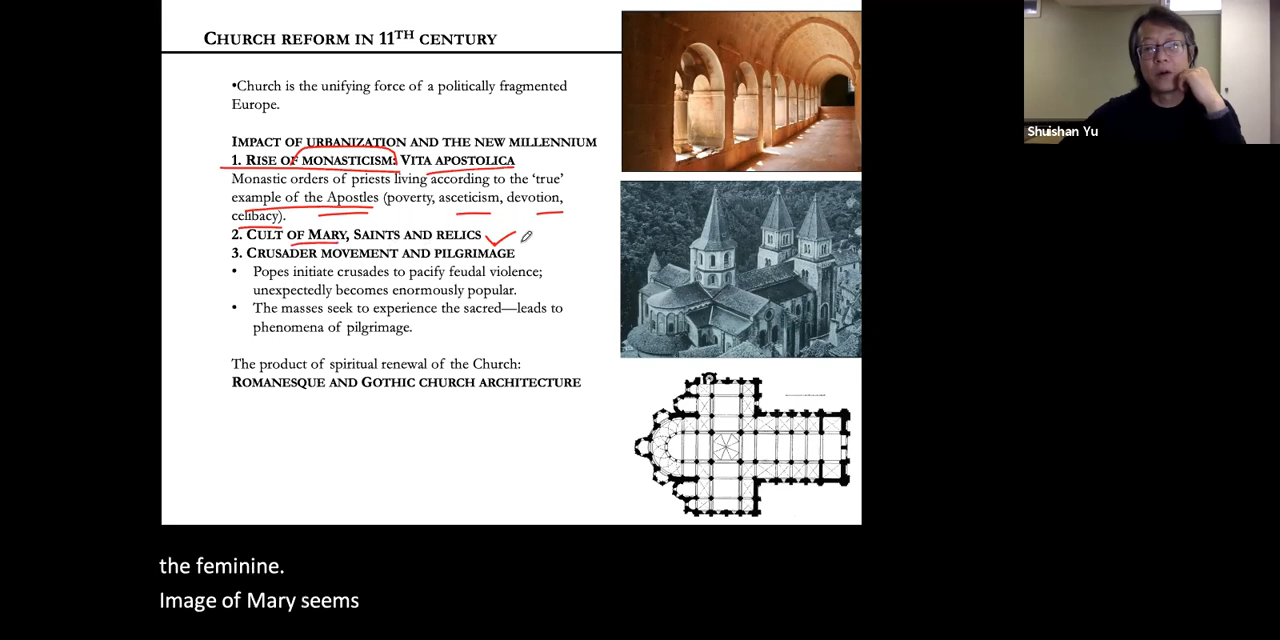 CHURCH REFORM IN 11TH CENTURY
•Church is the unifying force of a politically fragmented
Europe.
IMPACT OF URBANIZATION AND THE NEW MILLENNIUM
1. RISE OF MONASTICISM: VITA APOSTOLICA
Monastic orders of priests living according to the ‘true’
example of the Apostles (poverty, asceticism, devotion,
celibacy).
2. CULT OF MARY, SAINTS AND RELICS
3. CRUSADER MOVEMENT AND PILGRIMAGE
• Popes initiate crusades to pacify feudal violence;
unexpectedly becomes enormously popular.
• The masses seek to experience the sacred—leads to
phenomena of pilgrimage.
The product of spiritual renewal of the Church:
ROMANESQUE AND GOTHIC CHURCH ARCHITECTURE
Shuishan Yu
the feminine.
Image of Mary seems